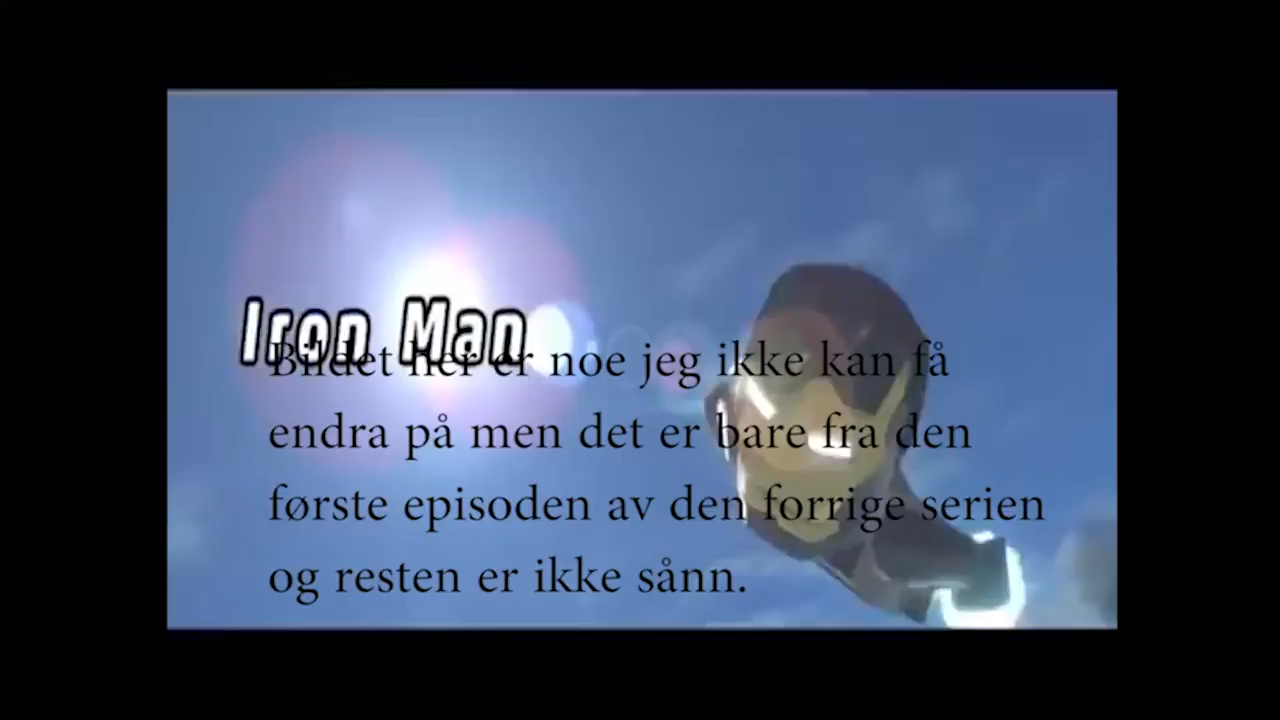 Iron Man
Bildet her er noe jeg ikke kan få
endra på men det er bare fra den
første episoden av den forrige serien
og resten er ikke sånn.